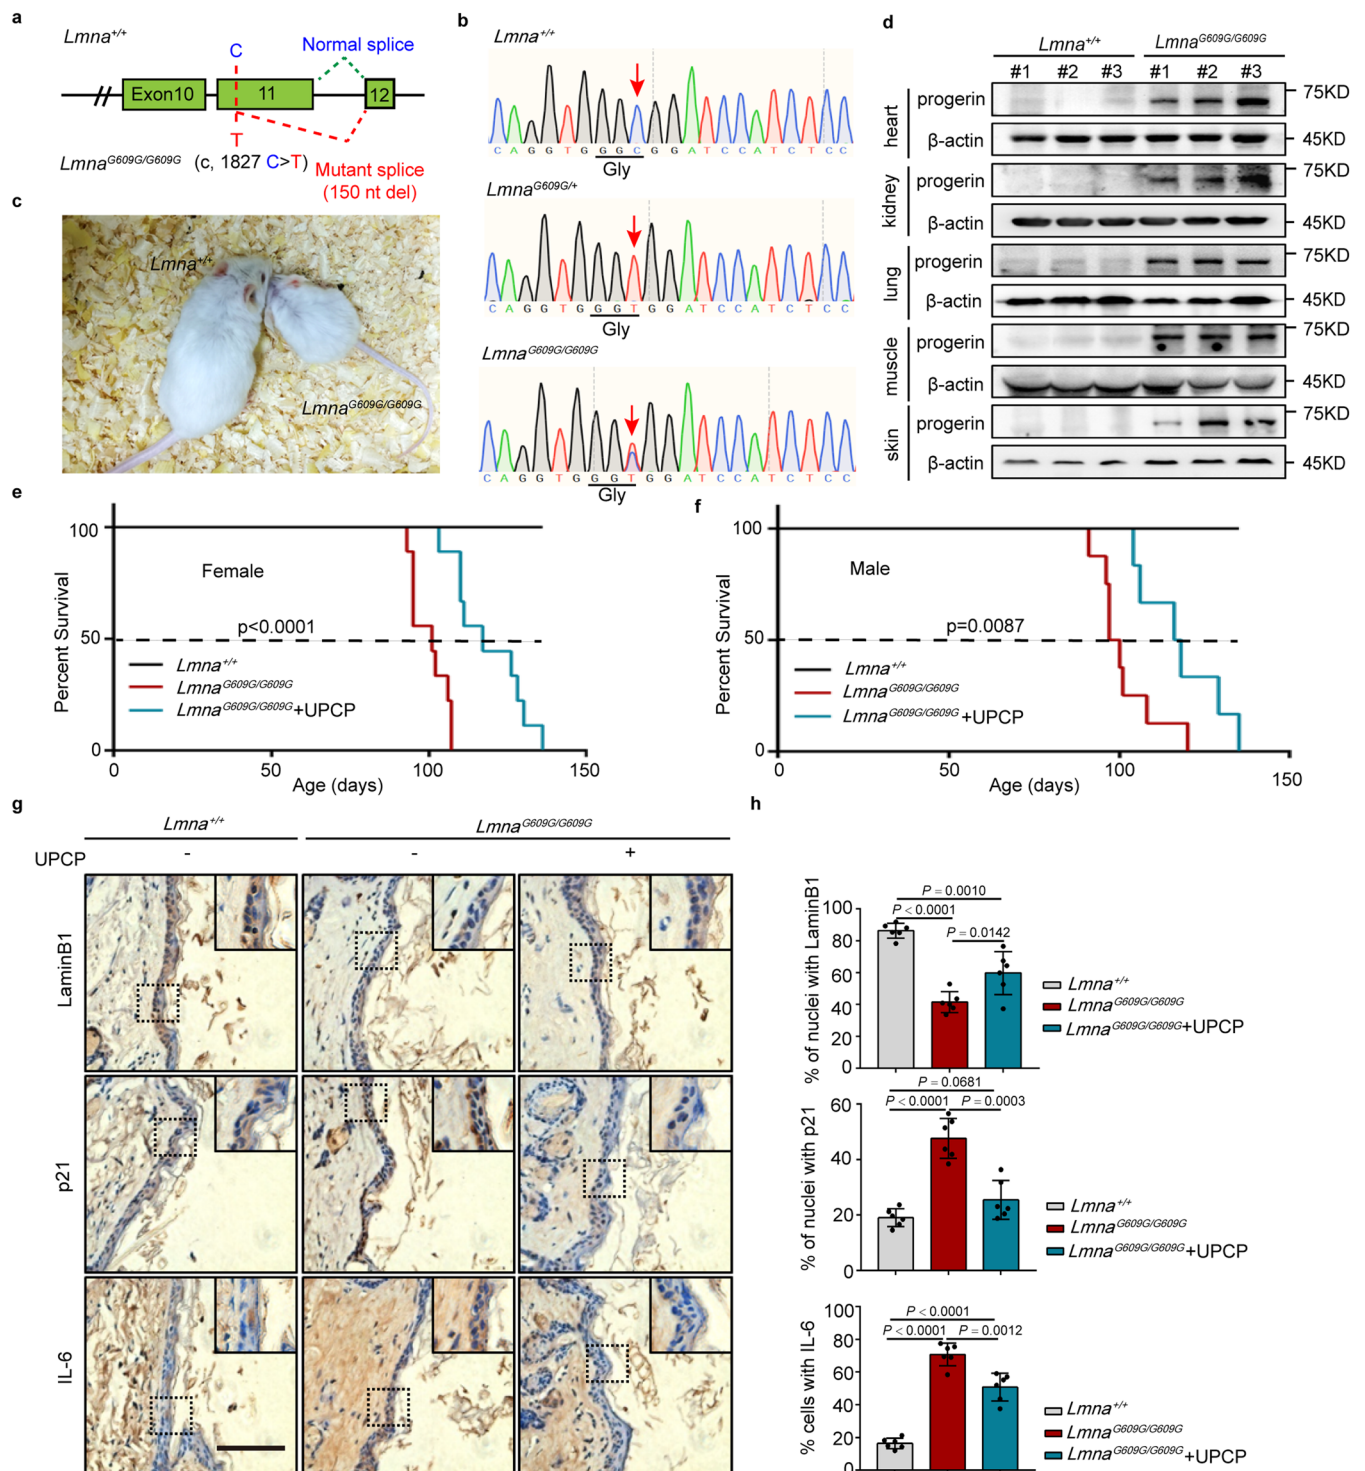 a
Lmna+/+
C
Normal splice
Exon10
11
12
T
LmnaG609G/G609G
(c, 1827 C>T)
Mutant splice
(150 nt del)
b
Lmna+/+
C A G G T G G G C G G A T C C A T C T C C
Gly
LmnaG609G/+
C A G G T G G G T G G A T C C A T C T C C
Gly
LmnaG609G/G609G
C A G G T G G G T G G A T C C A T C T C C
Gly
c
Lmna+/+
LmnaG609G/G609G
d
Lmna+/+
LmnaG609G/G609G
#1 #2 #3 #1 #2 #3
heart
progerin
75KD
β-actin
45KD
kidney
progerin
75KD
β-actin
45KD
lung
progerin
75KD
β-actin
45KD
muscle
progerin
75KD
β-actin
45KD
skin
progerin
75KD
β-actin
45KD
e
Percent Survival
100
50
0
Female
p<0.0001
Lmna+/+
LmnaG609G/G609G
LmnaG609G/G609G+UPCP
0 50 100 150
Age (days)
f
Percent Survival
100
50
0
Male
p=0.0087
Lmna+/+
LmnaG609G/G609G
LmnaG609G/G609G+UPCP
0 50 100 150
Age (days)
g
Lmna+/+
LmnaG609G/G609G
UPCP - - +
LaminB1
p21
IL-6
h
% of nuclei with LaminB1
100
80
60
40
20
0
P = 0.0010
P < 0.0001
P = 0.0142
Lmna+/+
LmnaG609G/G609G
LmnaG609G/G609G+UPCP
% of nuclei with p21
60
40
20
0
P = 0.0681
P < 0.0001
P = 0.0003
Lmna+/+
LmnaG609G/G609G
LmnaG609G/G609G+UPCP
% cells with IL-6
100
80
60
40
20
0
P < 0.0001
P < 0.0001
P = 0.0012
Lmna+/+
LmnaG609G/G609G
LmnaG609G/G609G+UPCP